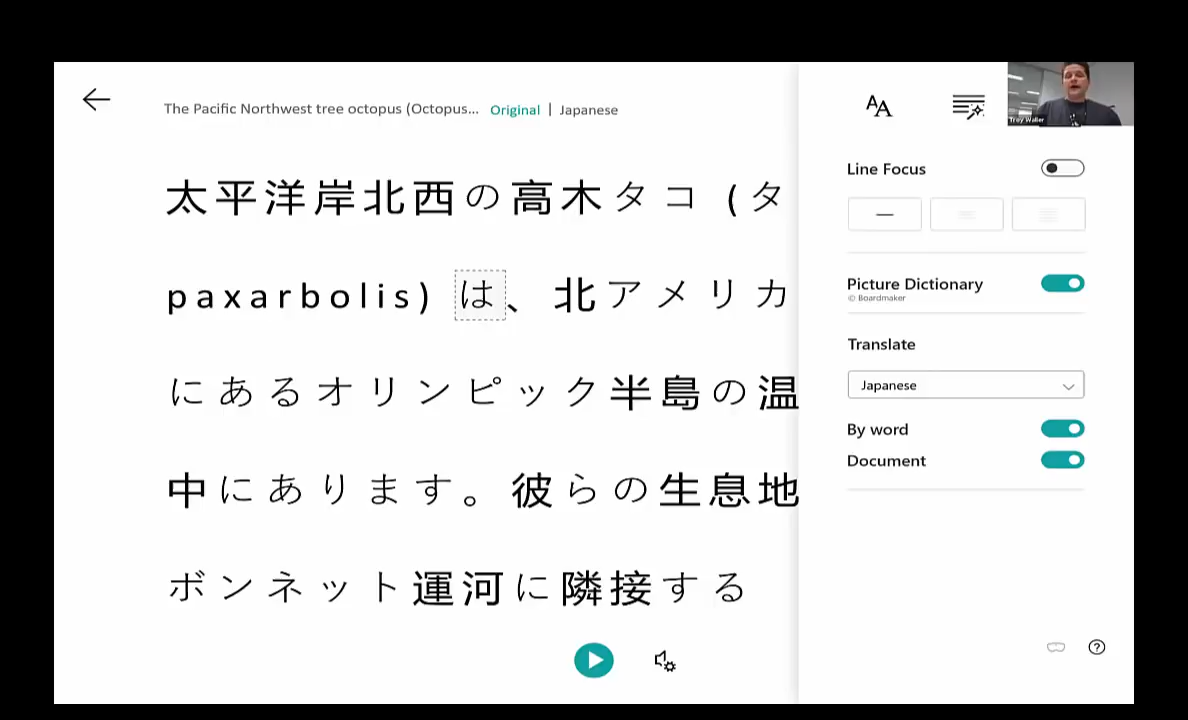 The Pacific Northwest tree octopus (Octopus... Original | Japanese
太平洋岸北西の高木タコ (タ
paxarbolis) は、北アメリカ
にあるオリンピック半島の温
中にあります。彼らの生息地
ボンネット運河に隣接する
AA
Troy Waller
Line Focus
Picture Dictionary
© Boardmaker
Translate
Japanese
By word
Document
?